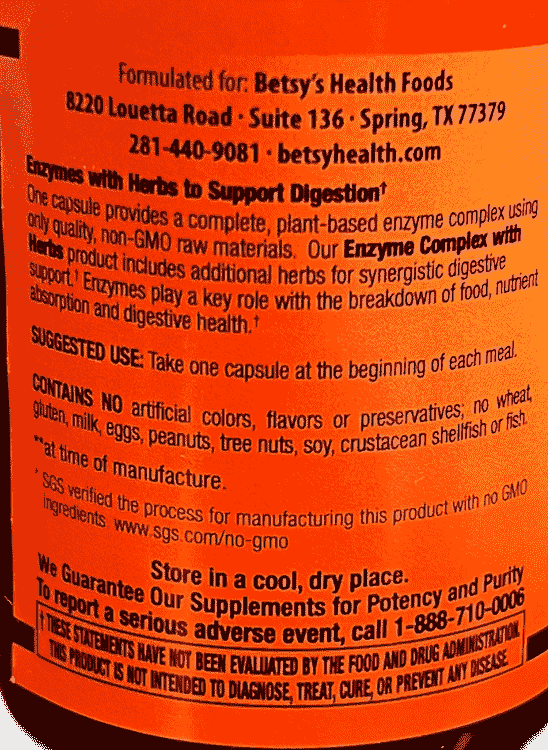 Formulated for: Betsy's Health Foods
8220 Louetta Road · Suite 136 · Spring, TX 77379
281-440-9081 · betsyhealth.com
Enzymes with Herbs to Support Digestion†
One capsule provides a complete, plant-based enzyme complex using
only quality, non-GMO raw materials. Our Enzyme Complex with
Herbs product includes additional herbs for synergistic digestive
support.† Enzymes play a key role with the breakdown of food, nutrient
absorption and digestive health.†
SUGGESTED USE: Take one capsule at the beginning of each meal.
CONTAINS NO artificial colors, flavors or preservatives; no wheat,
gluten, milk, eggs, peanuts, tree nuts, soy, crustacean shellfish or fish.
**at time of manufacture.
* SGS verified the process for manufacturing this product with no GMO
ingredients www.sgs.com/no-gmo
Store in a cool, dry place.
We Guarantee Our Supplements for Potency and Purity
To report a serious adverse event, call 1-888-710-0006
† THESE STATEMENTS HAVE NOT BEEN EVALUATED BY THE FOOD AND DRUG ADMINISTRATION.
THIS PRODUCT IS NOT INTENDED TO DIAGNOSE, TREAT, CURE, OR PREVENT ANY DISEASE.